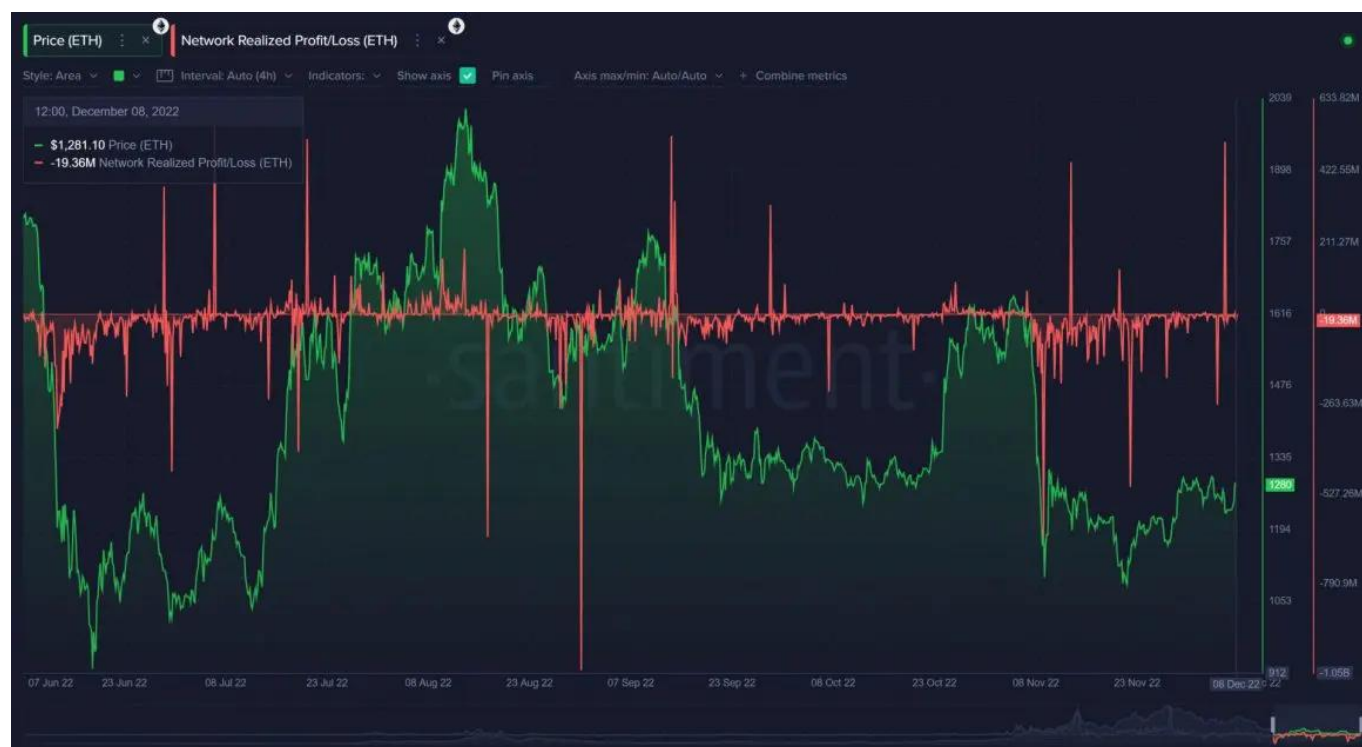 Price (ETH) Network Realized Profit/Loss (ETH)
Style: Area Interval: Auto (4h) Indicators: Show axis Pin axis Axis max/min: Auto/Auto + Combine metrics
12:00, December 08, 2022
$1,281.10 Price (ETH)
-19.36M Network Realized Profit/Loss (ETH)
2039 633.82M
1898 422.55M
1757 211.27M
1616 0
-19.36M
·santiment·
1476
-263.63M
1335
1280
-527.26M
1194
-790.9M
1053
912 -1.05B
07 Jun 22 23 Jun 22 08 Jul 22 23 Jul 22 08 Aug 22 23 Aug 22 07 Sep 22 23 Sep 22 08 Oct 22 23 Oct 22 08 Nov 22 23 Nov 22 08 Dec 22